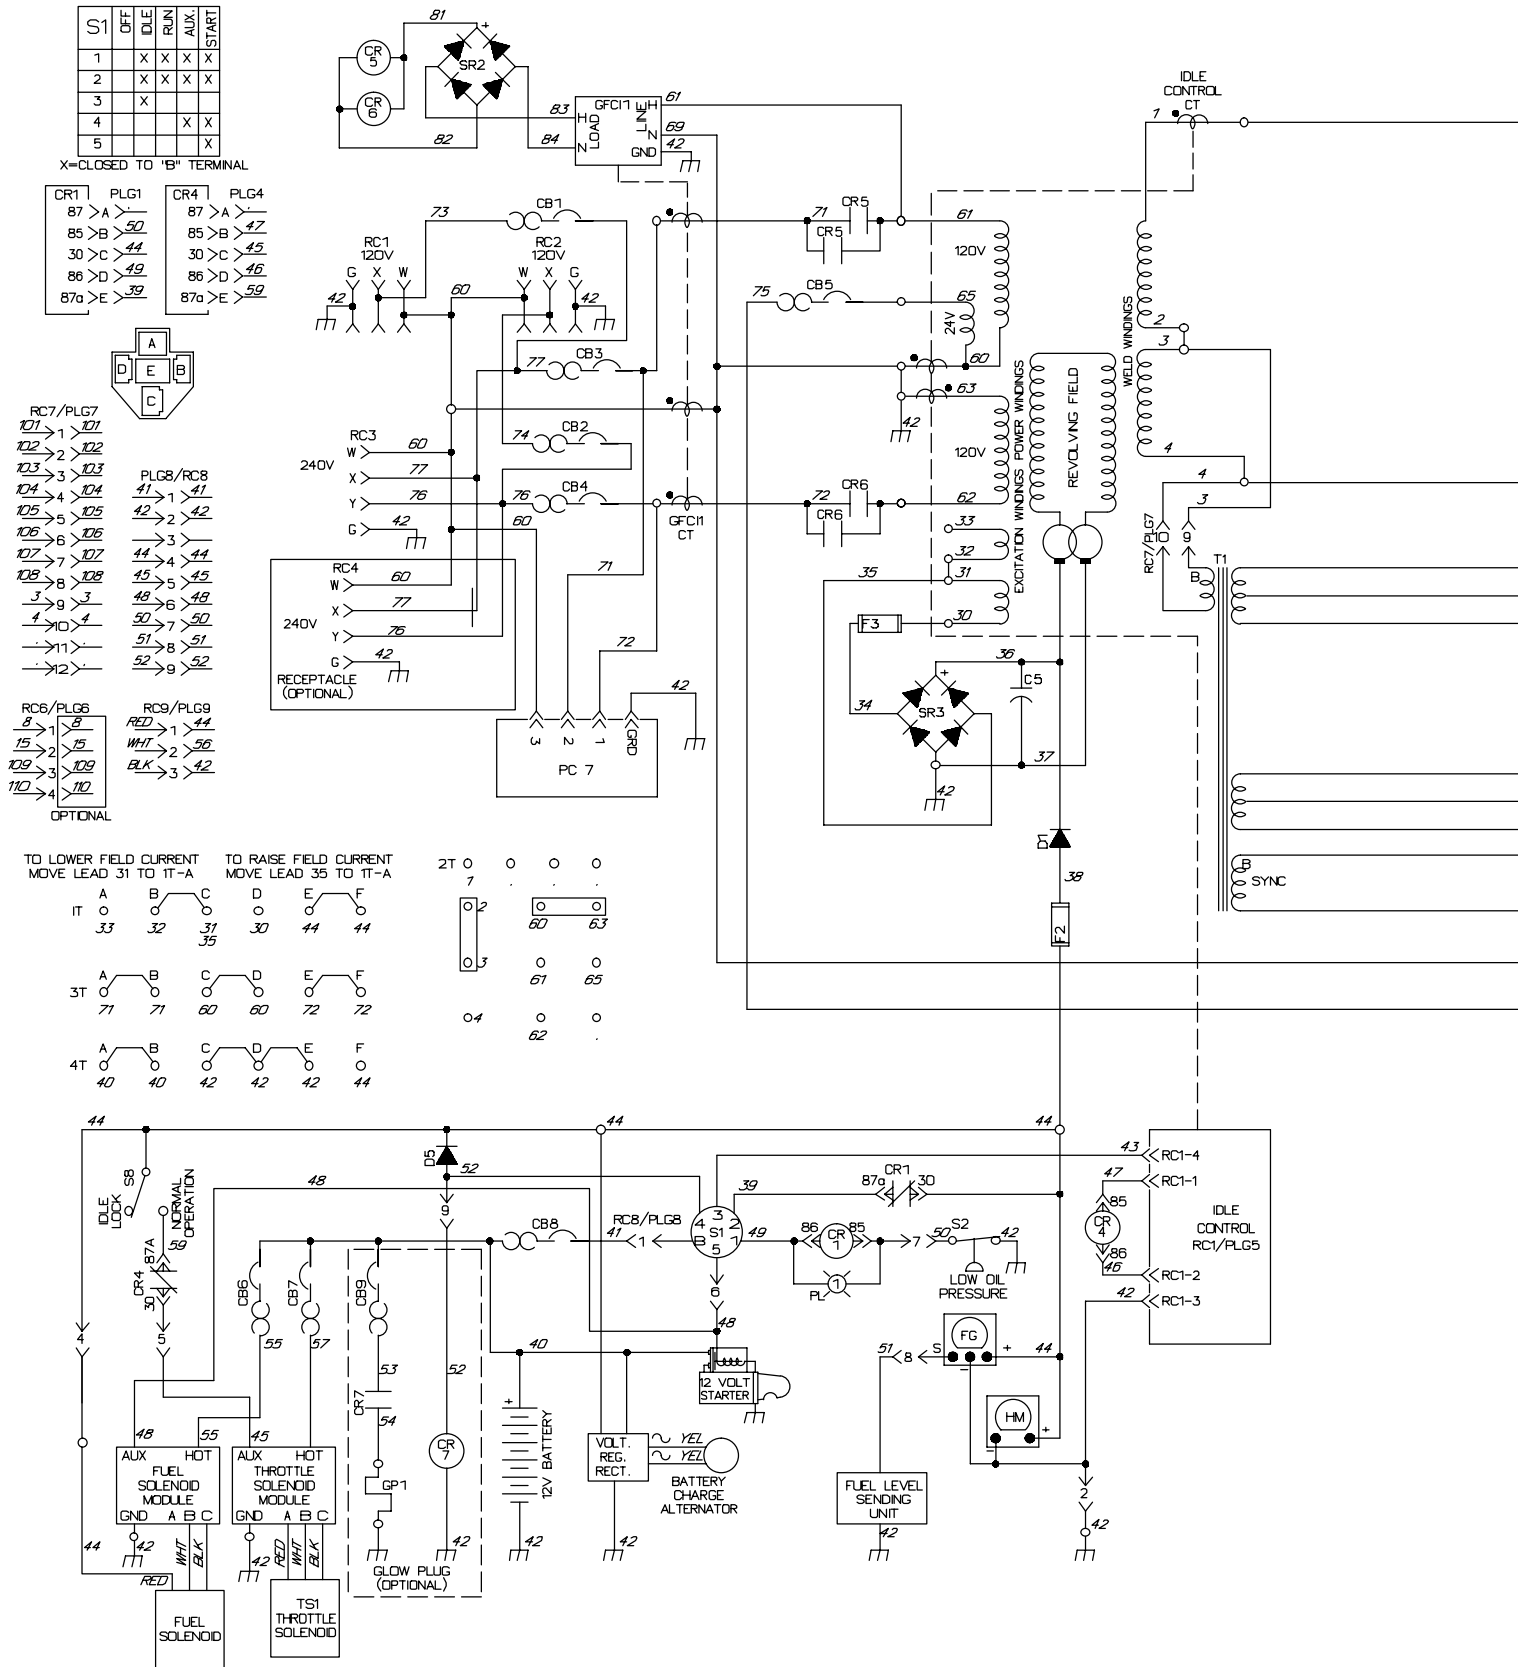 S1 OFF IDLE RUN AUX. START
1 X X X X
2 X X X X
3 X
4 X X
5 X
X=CLOSED TO "B" TERMINAL
CR1 PLG1
87 A .
85 B 50
30 C 44
86 D 49
87a E 39
CR4 PLG4
87 A .
85 B 47
30 C 45
86 D 46
87a E 59
A
D E B
C
RC7/PLG7
101 1 101
102 2 102
103 3 103
104 4 104
105 5 105
106 6 106
107 7 107
108 8 108
3 9 3
4 10 4
. 11 .
. 12 .
PLG8/RC8
41 1 41
42 2 42
3
44 4 44
45 5 45
48 6 48
50 7 50
51 8 51
52 9 52
RC6/PLG6
8 1 8
15 2 15
109 3 109
110 4 110
OPTIONAL
RC9/PLG9
RED 1 44
WHT 2 56
BLK 3 42
81
CR
5
CR
6
SR2
+
82
83
84
GFCI1
H
N
LOAD
LINE
H
N
GND
61
69
42
73
CB1
RC1
120V
G X W
42
60
RC2
120V
W X G
42
77
CB3
74
CB2
RC3
240V
W 60
X 77
Y 76
G 42
76
CB4
60
GFCI1
CT
71
72
RC4
240V
W 60
X 77
Y 76
G 42
RECEPTACLE
(OPTIONAL)
42
3 2 1 GRD
PC 7
71
CR5
CR5
61
120V
75
CB5
65
24V
60
63
42
120V
72
CR6
CR6
62
33
32
31
30
35
F3
EXCITATION WINDINGS
POWER WINDINGS
REVOLVING FIELD
WELD WINDINGS
IDLE
CONTROL
CT
1
2
3
4
4
3
RC7/PLG7
10 9
T1
B
B
SYNC
34
SR3
+
36
C5
37
42
D1
38
F2
TO LOWER FIELD CURRENT
MOVE LEAD 31 TO 1T-A
TO RAISE FIELD CURRENT
MOVE LEAD 35 TO 1T-A
A B C D E F
1T
33 32 31 30 44 44
35
A B C D E F
3T
71 71 60 60 72 72
A B C D E F
4T
40 40 42 42 42 44
2T
1 . . .
2
60 63
3
61 65
4
62 .
44
44
44
S8
IDLE
LOCK
NORMAL
OPERATION
59
87A
CR4
30
5
4
48
CB6
55
CB7
57
CB9
53
CR7
54
GP1
GLOW PLUG
(OPTIONAL)
D5
52
9
52
CR
7
42
CB8
41
RC8/PLG8
1
S1
4 3 2
B 5 1
39
87a CR1 30
49
86 85
CR
1
PL 1
7
50
S2
42
LOW OIL
PRESSURE
6
48
40
12 VOLT
STARTER
+
12V BATTERY
42
VOLT.
REG.
RECT.
YEL
YEL
BATTERY
CHARGE
ALTERNATOR
42
43
RC1-4
47
RC1-1
85
CR
4
86
46
RC1-2
42
RC1-3
IDLE
CONTROL
RC1/PLG5
FG
S
+
−
51
8
44
HM
−
+
FUEL LEVEL
SENDING
UNIT
42
2
42
48
55
AUX HOT
FUEL
SOLENOID
MODULE
GND A B C
42
45
AUX HOT
THROTTLE
SOLENOID
MODULE
GND A B C
42
44
RED
WHT
BLK
FUEL
SOLENOID
RED
WHT
BLK
TS1
THROTTLE
SOLENOID